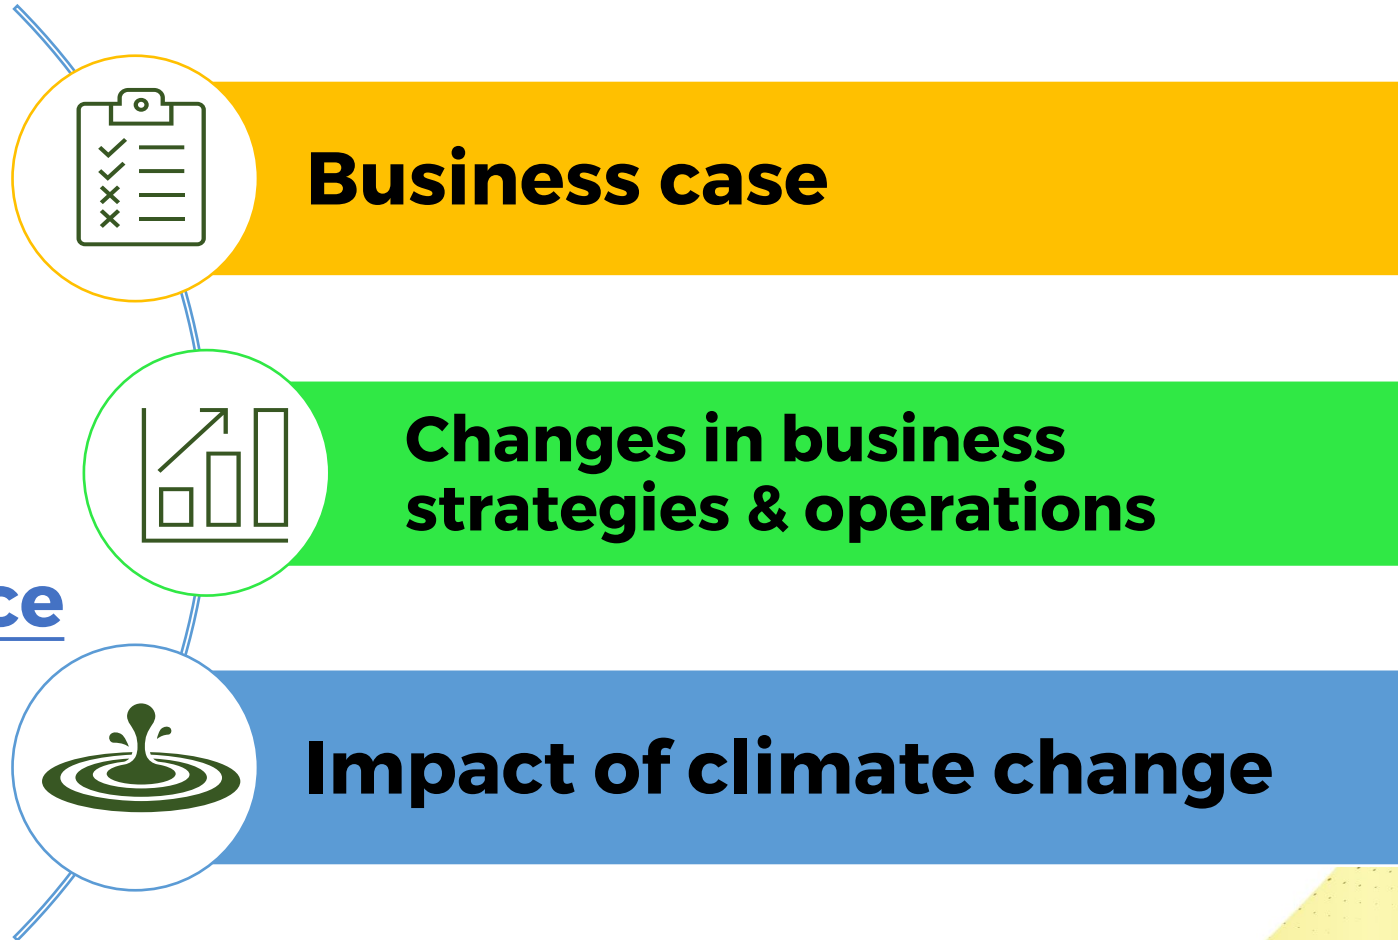 Business case
Changes in business
strategies & operations
ce
Impact of climate change